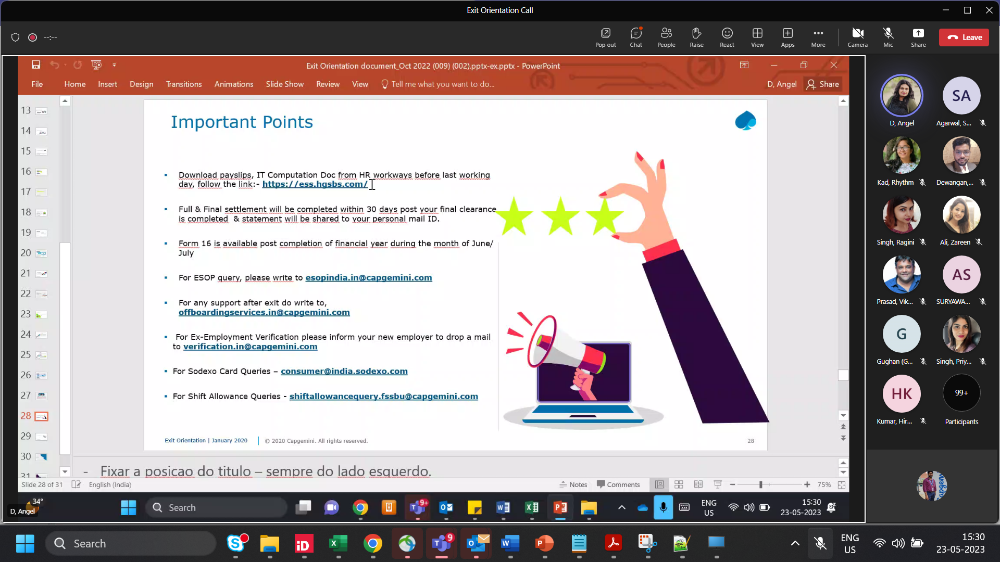 Exit Orientation Call
--:--
Pop out
Chat
People
Raise
React
View
Apps
More
Camera
Mic
Share
Leave
Exit Orientation document_Oct 2022 (009) (002).pptx-ex.pptx - PowerPoint
File Home Insert Design Transitions Animations Slide Show Review View Tell me what you want to do... D, Angel Share
13
14
15
16
17
18
19
20
21
22
23
24
25
26
27
28
29
30
31
Important Points
Download payslips, IT Computation Doc from HR workways before last working
day, follow the link:- https://ess.hgsbs.com/
Full & Final settlement will be completed within 30 days post your final clearance
is completed & statement will be shared to your personal mail ID.
Form 16 is available post completion of financial year during the month of June/
July
For ESOP query, please write to esopindia.in@capgemini.com
For any support after exit do write to,
offboardingservices.in@capgemini.com
For Ex-Employment Verification please inform your new employer to drop a mail
to verification.in@capgemini.com
For Sodexo Card Queries – consumer@india.sodexo.com
For Shift Allowance Queries - shiftallowancequery.fssbu@capgemini.com
Exit Orientation | January 2020 © 2020 Capgemini. All rights reserved. 28
- Fixar a posicao do titulo – sempre do lado esquerdo.
Slide 28 of 31 English (India) Notes Comments 75%
D, Angel
SA
Agarwal, S...
Kad, Rhythm
Dewangan,...
Singh, Ragini
Ali, Zareen
Prasad, Vik...
AS
SURYAWA...
G
Gughan (G...
Singh, Priy...
HK
Kumar, Hir...
99+
Participants
34°
D, Angel
Search
9+
ENG
US
15:30
23-05-2023
Search
iD
9
ENG
US
15:30
23-05-2023